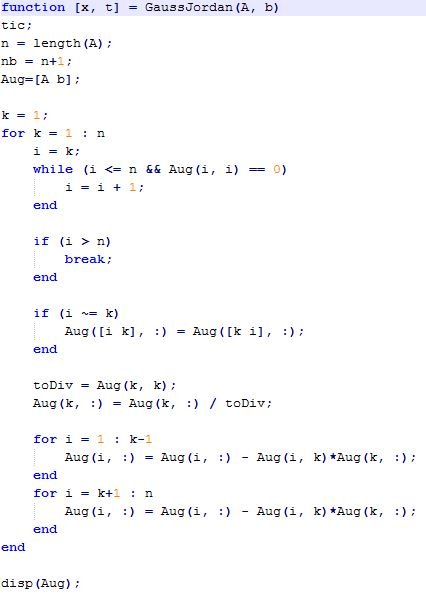 function [x, t] = GaussJordan(A, b)
tic;
n = length(A);
nb = n+1;
Aug=[A b];
k = 1;
for k = 1 : n
i = k;
while (i <= n && Aug(i, i) == 0)
i = i + 1;
end
if (i > n)
break;
end
if (i ~= k)
Aug([i k], :) = Aug([k i], :);
end
toDiv = Aug(k, k);
Aug(k, :) = Aug(k, :) / toDiv;
for i = 1 : k-1
Aug(i, :) = Aug(i, :) - Aug(i, k)*Aug(k, :);
end
for i = k+1 : n
Aug(i, :) = Aug(i, :) - Aug(i, k)*Aug(k, :);
end
end
disp(Aug);